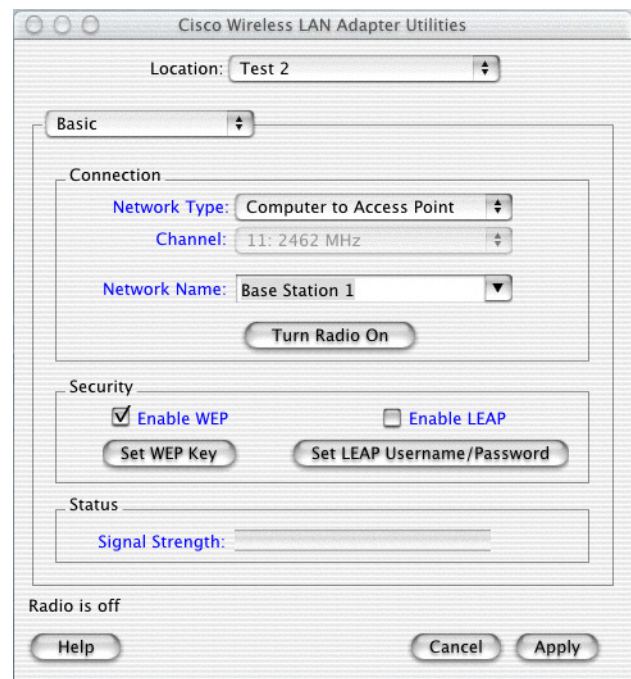 Cisco Wireless LAN Adapter Utilities
Location: Test 2
Basic
Connection
Network Type: Computer to Access Point
Channel: 11: 2462 MHz
Network Name: Base Station 1
Turn Radio On
Security
Enable WEP Enable LEAP
Set WEP Key Set LEAP Username/Password
Status
Signal Strength:
Radio is off
Help Cancel Apply